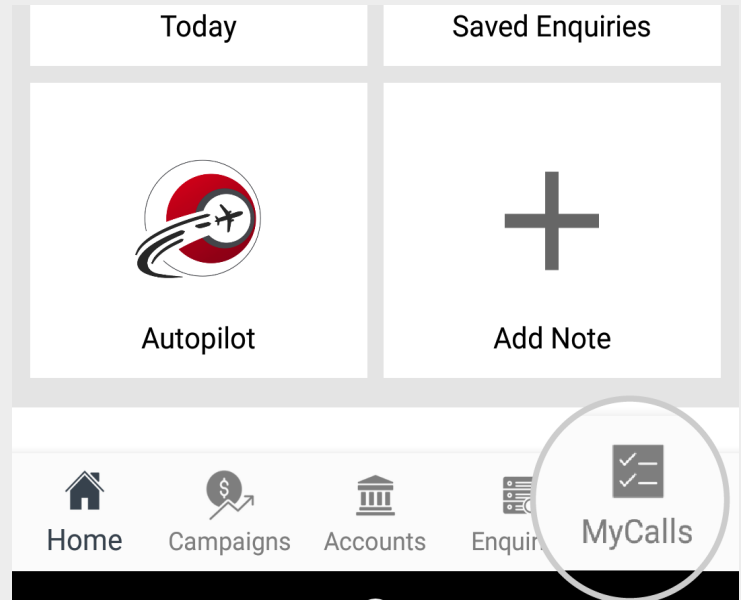 Today
Saved Enquiries
Autopilot
Add Note
Home
Campaigns
Accounts
MyCalls